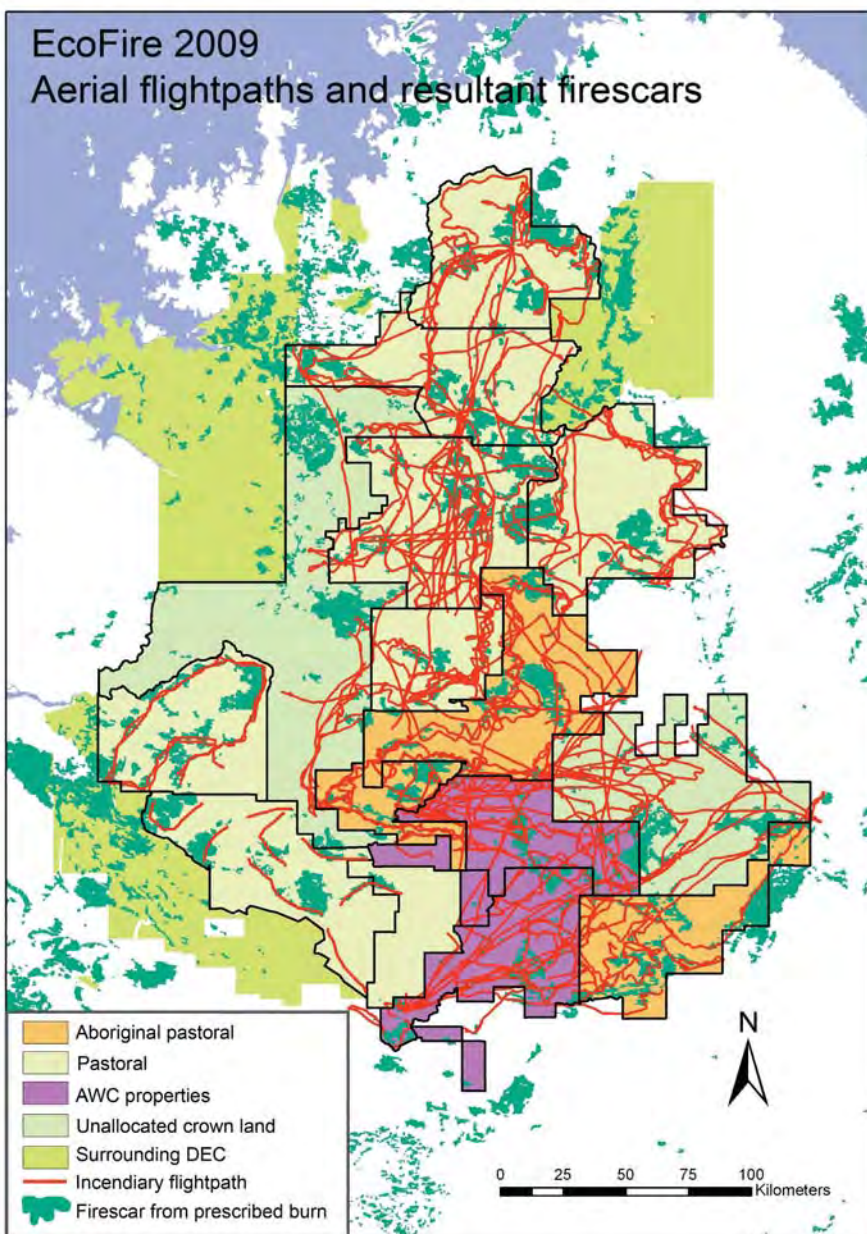 EcoFire 2009
Aerial flightpaths and resultant firescars
Aboriginal pastoral
Pastoral
AWC properties
Unallocated crown land
Surrounding DEC
Incendiary flightpath
Firescar from prescribed burn
N
0 25 50 75 100
Kilometers